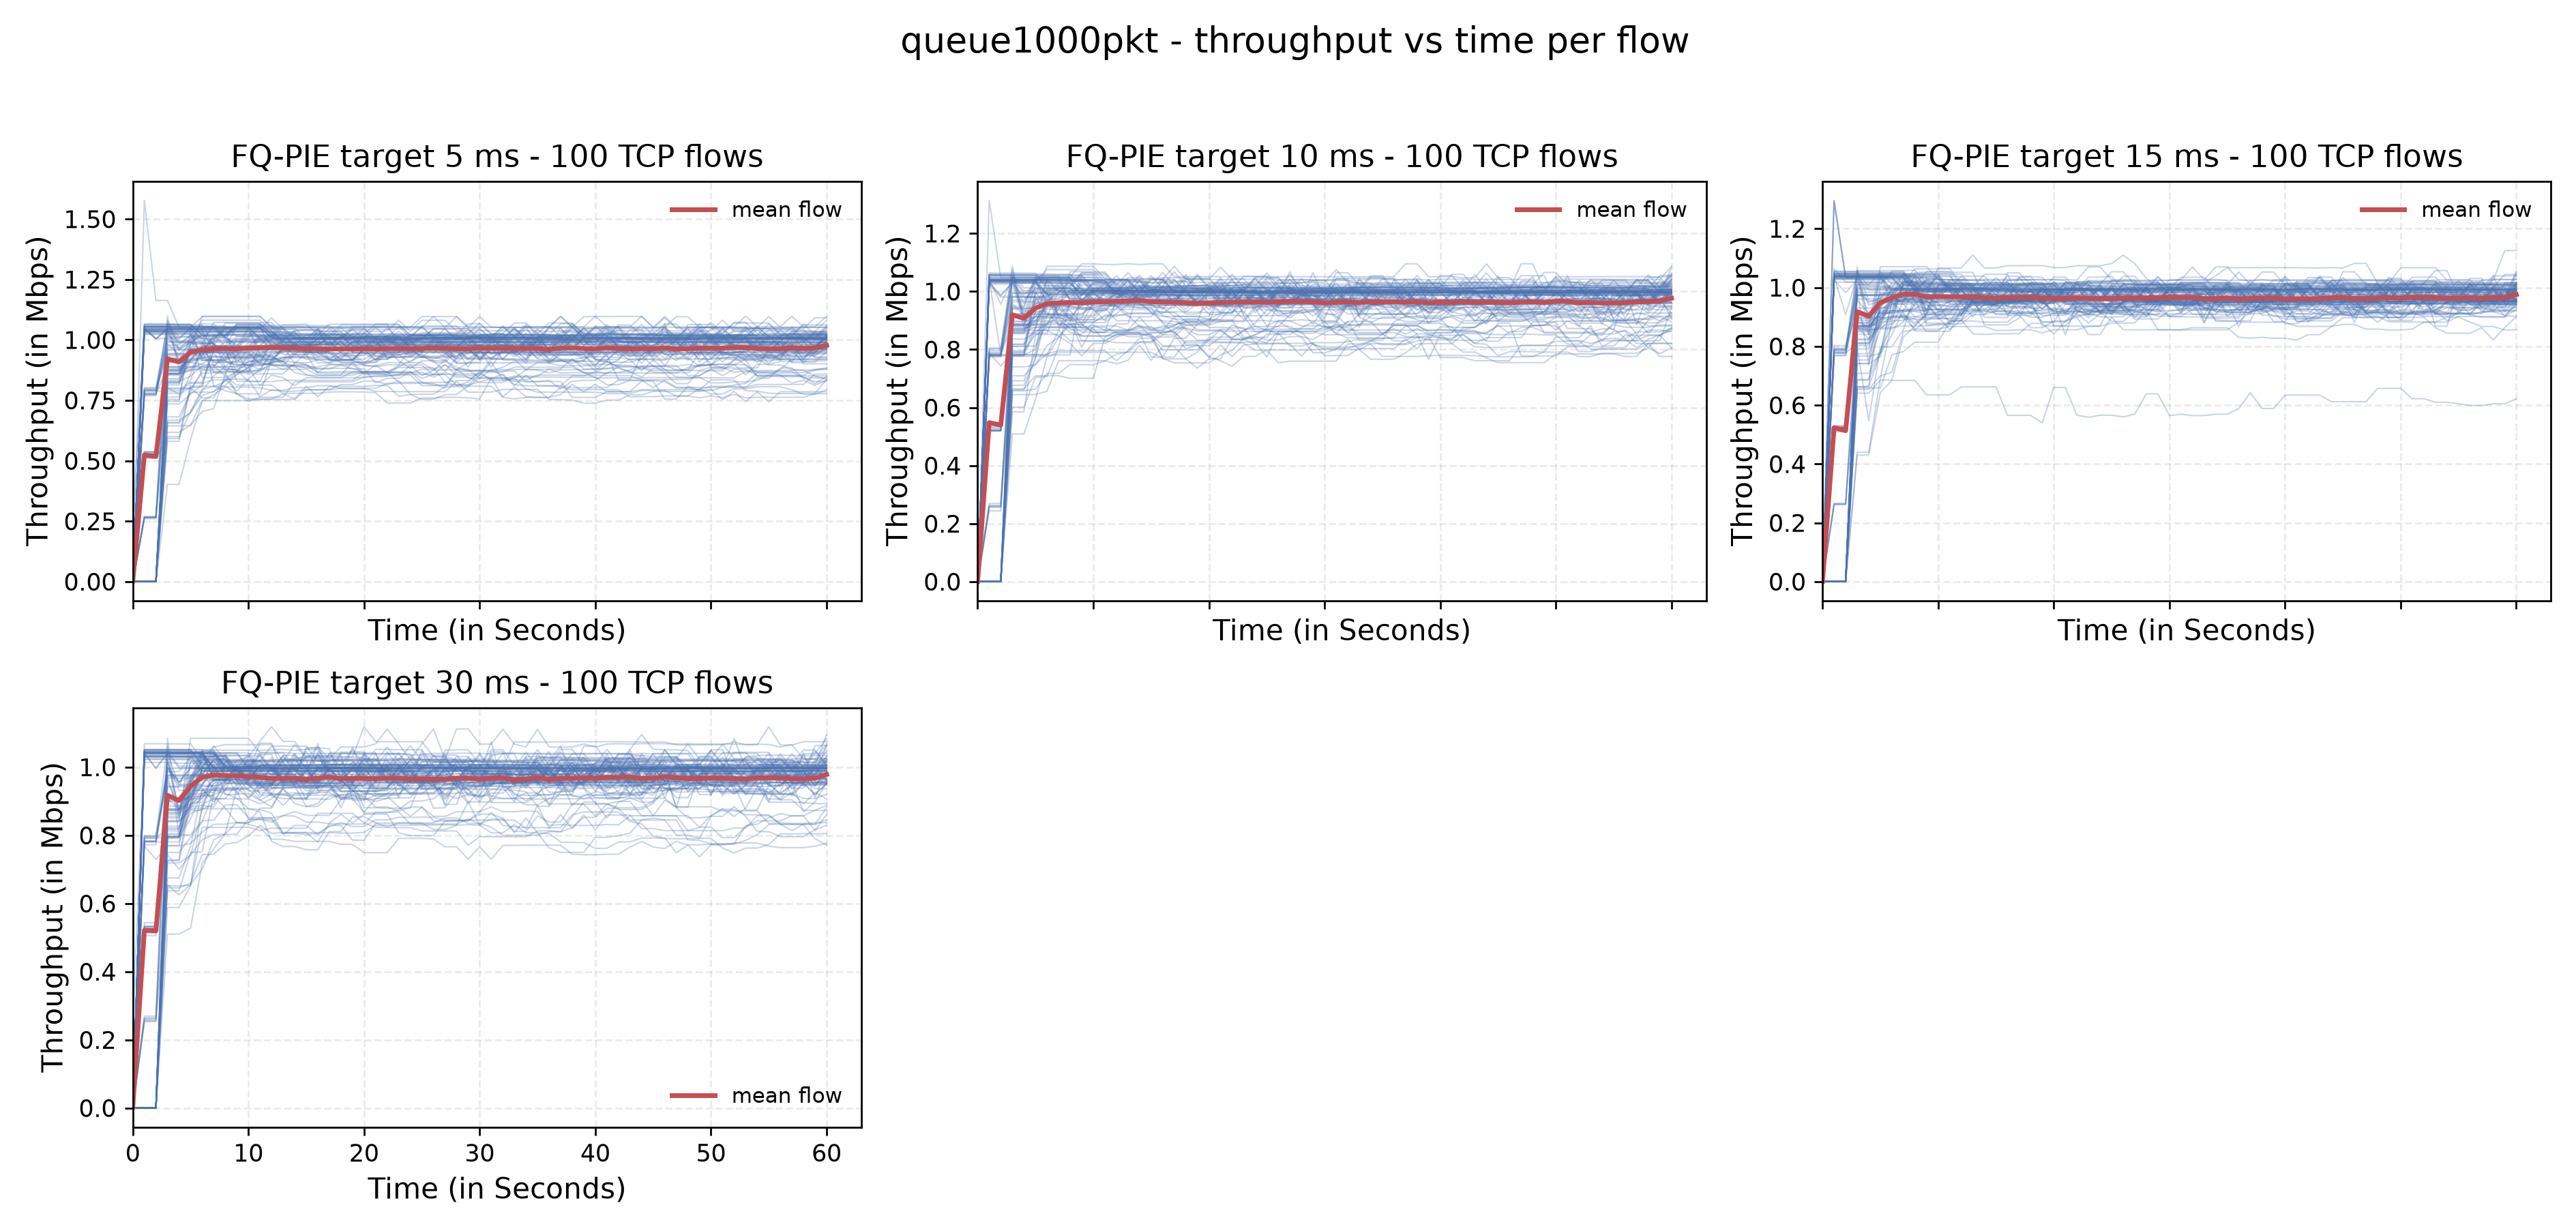 queue1000pkt - throughput vs time per flow
FQ-PIE target 5 ms - 100 TCP flows
Throughput (in Mbps)
1.50
1.25
1.00
0.75
0.50
0.25
0.00
mean flow
Time (in Seconds)
FQ-PIE target 10 ms - 100 TCP flows
Throughput (in Mbps)
1.2
1.0
0.8
0.6
0.4
0.2
0.0
mean flow
Time (in Seconds)
FQ-PIE target 15 ms - 100 TCP flows
Throughput (in Mbps)
1.2
1.0
0.8
0.6
0.4
0.2
0.0
mean flow
Time (in Seconds)
FQ-PIE target 30 ms - 100 TCP flows
Throughput (in Mbps)
1.0
0.8
0.6
0.4
0.2
0.0
mean flow
0 10 20 30 40 50 60
Time (in Seconds)